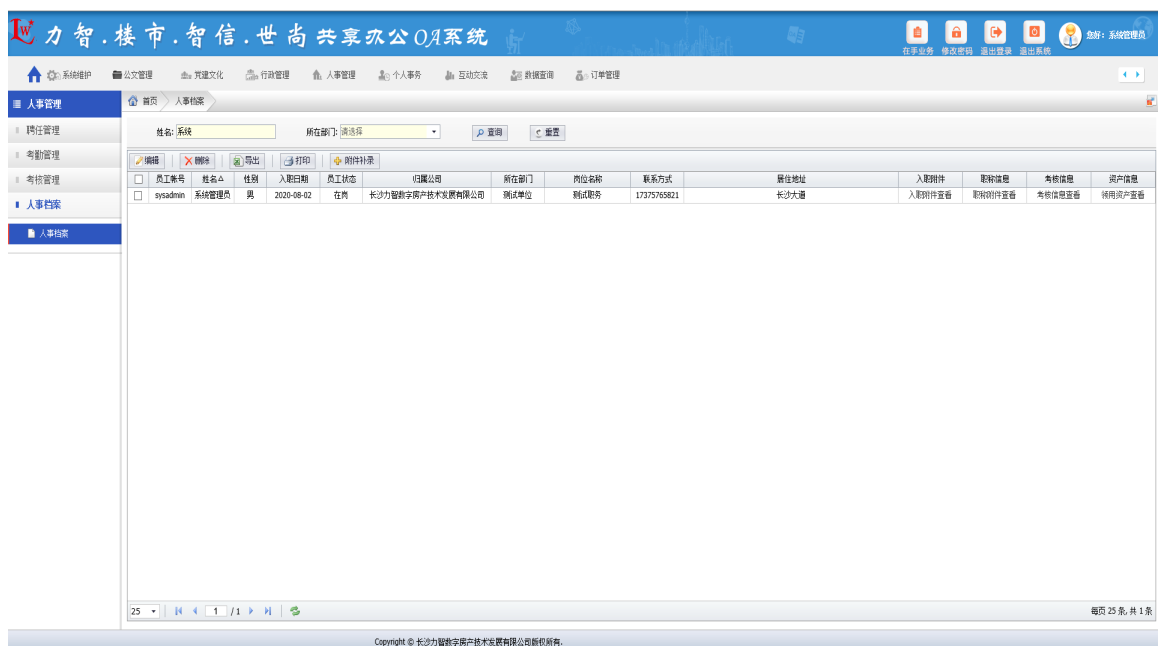 LW 力智.楼市.智信.世尚共享办公OA系统
在手业务 修改密码 退出登录 退出系统 您好：系统管理员
系统维护 公文管理 党建文化 行政管理 人事管理 个人事务 互动交流 数据查询 订单管理
人事管理 首页 人事档案
聘任管理
姓名: 系统 所在部门: 请选择 查询 重置
考勤管理
编辑 删除 导出 打印 附件补录
考核管理
员工帐号 姓名 性别 入职日期 员工状态 归属公司 所在部门 岗位名称 联系方式 居住地址 入职附件 职称信息 考核信息 资产信息
sysadmin 系统管理员 男 2020-08-02 在岗 长沙力智数字房产技术发展有限公司 测试单位 测试职务 17375765821 长沙大道 入职附件查看 职称附件查看 考核信息查看 领用资产查看
人事档案
人事档案
25 1 /1 每页 25 条,共 1 条
Copyright © 长沙力智数字房产技术发展有限公司版权所有.